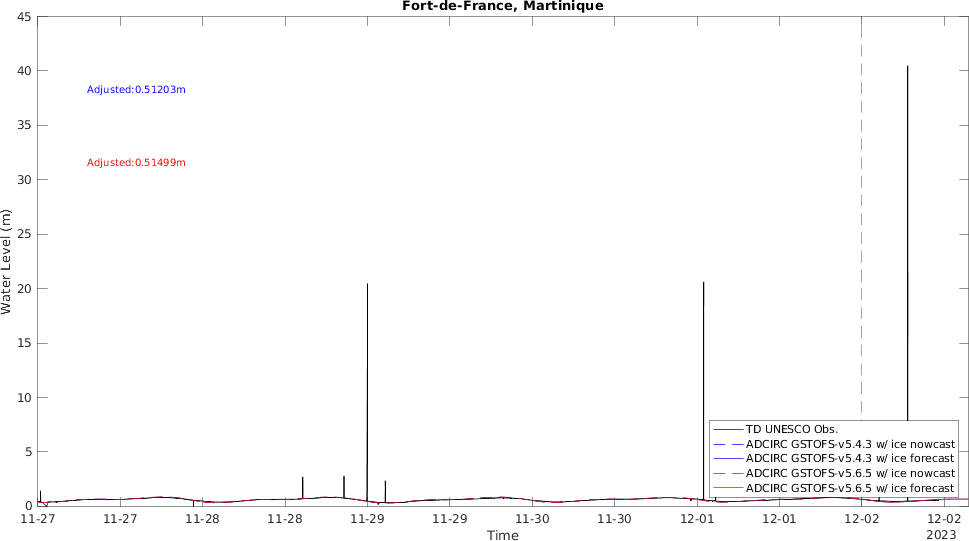 Fort-de-France, Martinique
45
40
35
30
25
20
15
10
5
0
Water Level (m)
Adjusted:0.51203m
Adjusted:0.51499m
TD UNESCO Obs.
ADCIRC GSTOFS-v5.4.3 w/ ice nowcast
ADCIRC GSTOFS-v5.4.3 w/ ice forecast
ADCIRC GSTOFS-v5.6.5 w/ ice nowcast
ADCIRC GSTOFS-v5.6.5 w/ ice forecast
11-27 11-27 11-28 11-28 11-29 11-29 11-30 11-30 12-01 12-01 12-02 12-02
2023
Time